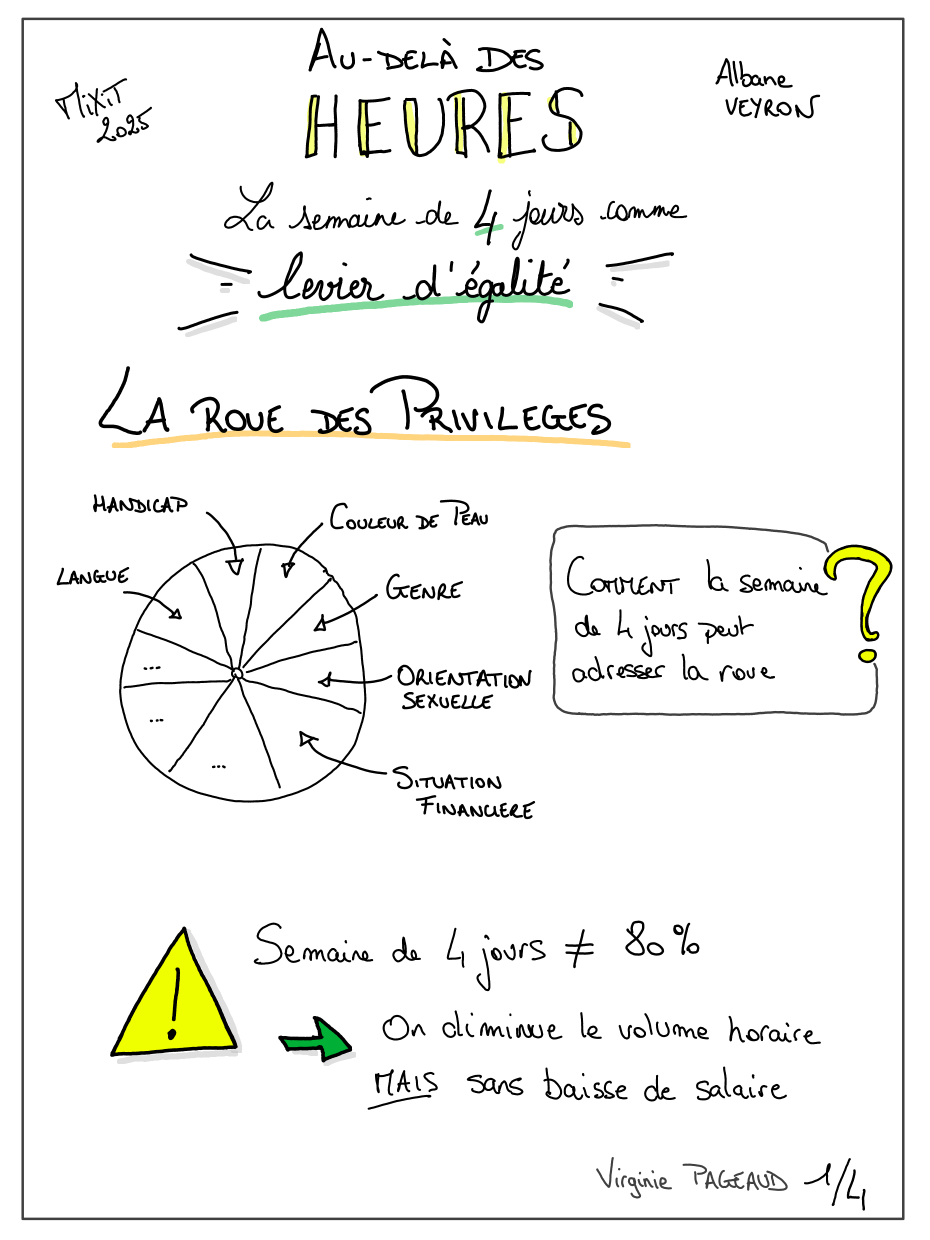 MiXiT
2025
AU-DELÀ DES
HEURES
Albane
VEYRON
La semaine de 4 jours comme
levier d'égalité
LA ROUE DES PRIVILEGES
HANDICAP
COULEUR DE PEAU
LANGUE
GENRE
ORIENTATION
SEXUELLE
SITUATION
FINANCIERE
...
...
...
COMMENT la semaine
de 4 jours peut
adresser la roue
?
!
Semaine de 4 jours ≠ 80%
On diminue le volume horaire
MAIS sans baisse de salaire
Virginie PAGEAUD 1/4